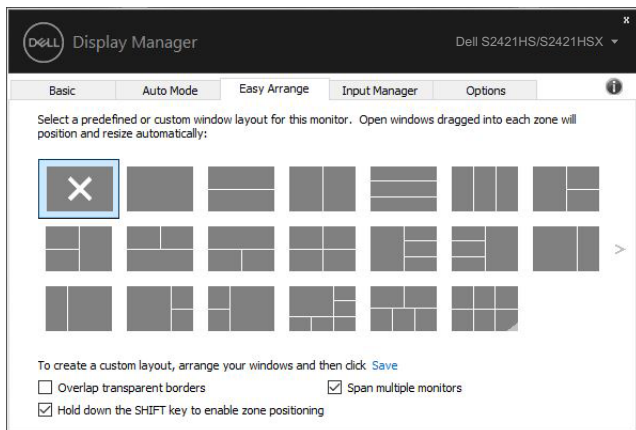 x
DELL Display Manager Dell S2421HS/S2421HSX
Basic Auto Mode Easy Arrange Input Manager Options
Select a predefined or custom window layout for this monitor. Open windows dragged into each zone will
position and resize automatically:
To create a custom layout, arrange your windows and then click Save
Overlap transparent borders Span multiple monitors
Hold down the SHIFT key to enable zone positioning